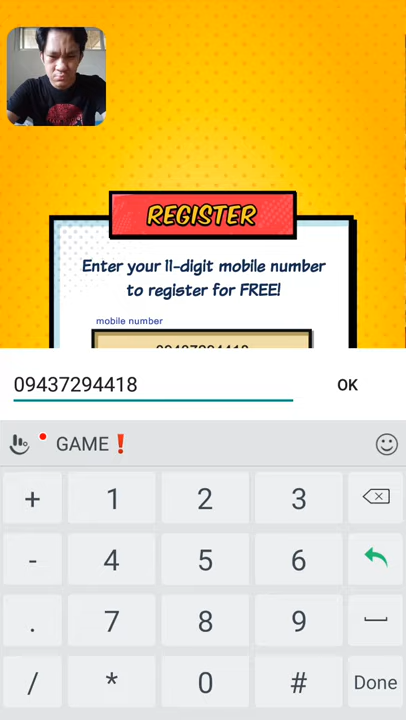 REGISTER
Enter your 11-digit mobile number
to register for FREE!
mobile number
09437294418
09437294418
OK
GAME❗
+ 1 2 3
- 4 5 6
. 7 8 9
/ * 0 # Done